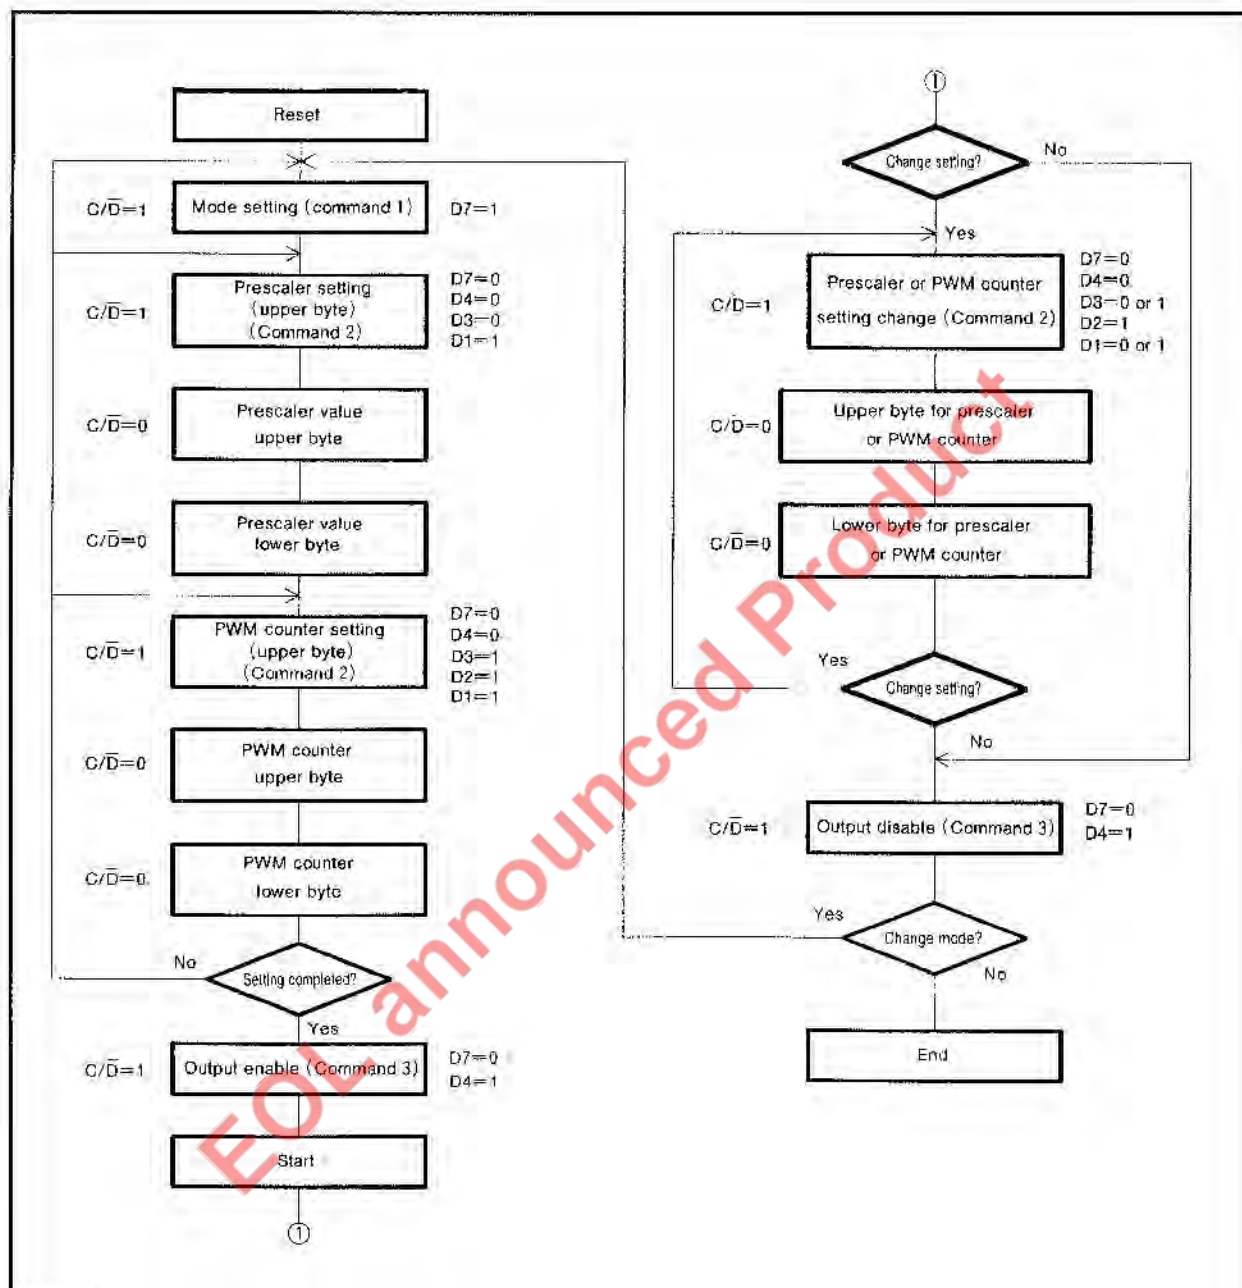 Reset
C/D̅=1
Mode setting (command 1)
D7=1
C/D̅=1
Prescaler setting
(upper byte)
(Command 2)
D7=0
D4=0
D3=0
D1=1
C/D̅=0
Prescaler value
upper byte
C/D̅=0
Prescaler value
lower byte
C/D̅=1
PWM counter setting
(upper byte)
(Command 2)
D7=0
D4=0
D3=1
D2=1
D1=1
C/D̅=0
PWM counter
upper byte
C/D̅=0
PWM counter
lower byte
No
Setting completed?
Yes
C/D̅=1
Output enable (Command 3)
D7=0
D4=1
Start
①
①
Change setting?
No
Yes
C/D̅=1
Prescaler or PWM counter
setting change (Command 2)
D7=0
D4=0
D3=0 or 1
D2=1
D1=0 or 1
C/D̅=0
Upper byte for prescaler
or PWM counter
C/D̅=0
Lower byte for prescaler
or PWM counter
Yes
Change setting?
No
C/D̅=1
Output disable (Command 3)
D7=0
D4=1
Yes
Change mode?
No
End
EOL announced Product